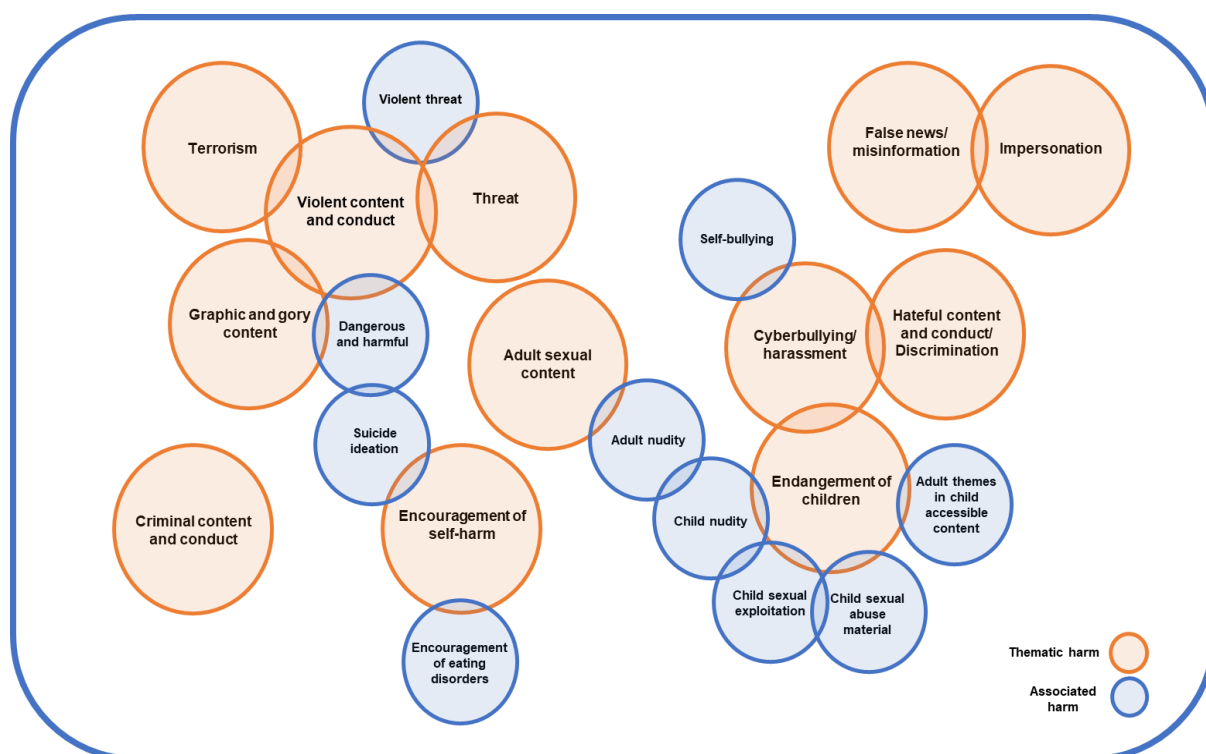 Violent threat
Terrorism
Violent content
and conduct
Threat
False news/
misinformation
Impersonation
Self-bullying
Graphic and gory
content
Dangerous
and harmful
Adult sexual
content
Cyberbullying/
harassment
Hateful content
and conduct/
Discrimination
Suicide
ideation
Adult nudity
Endangerment of
children
Adult themes
in child
accessible
content
Criminal content
and conduct
Encouragement of
self-harm
Child nudity
Child sexual
exploitation
Child sexual
abuse
material
Encouragement
of eating
disorders
Thematic harm
Associated
harm